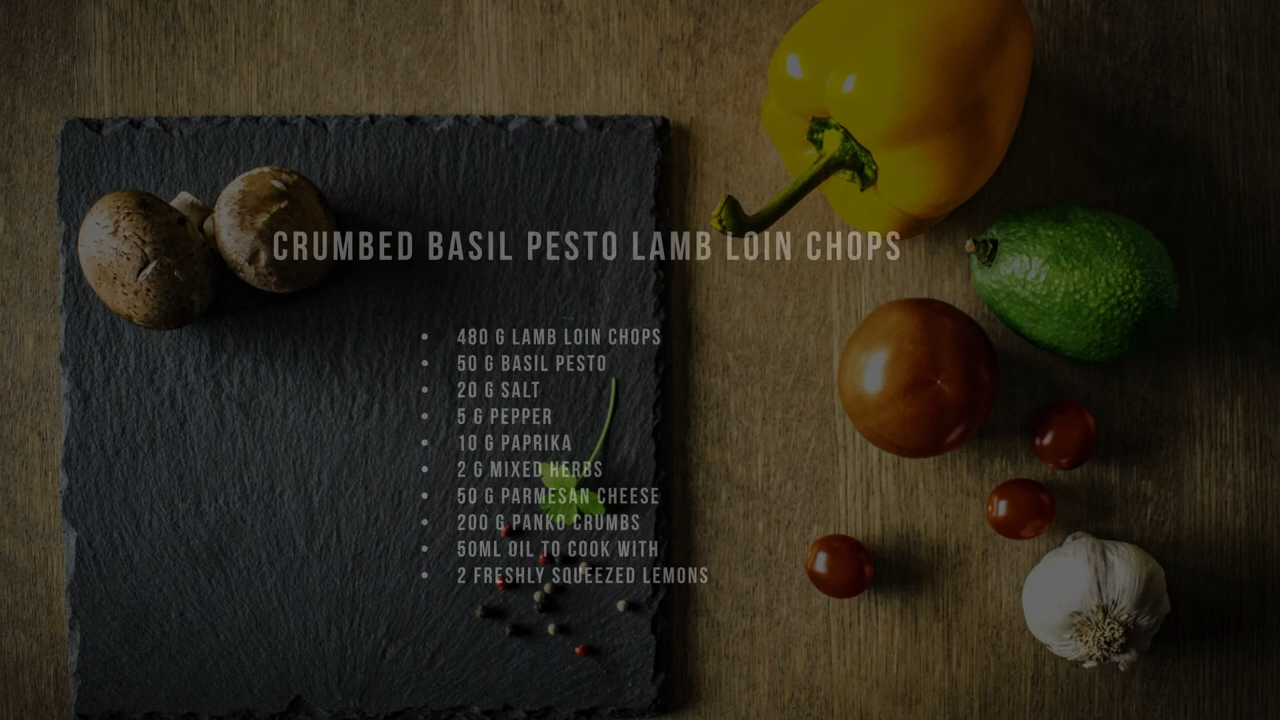 CRUMBED BASIL PESTO LAMB LOIN CHOPS
• 480 G LAMB LOIN CHOPS
• 50 G BASIL PESTO
• 20 G SALT
• 5 G PEPPER
• 10 G PAPRIKA
• 2 G MIXED HERBS
• 50 G PARMESAN CHEESE
• 200 G PANKO CRUMBS
• 50ML OIL TO COOK WITH
• 2 FRESHLY SQUEEZED LEMONS